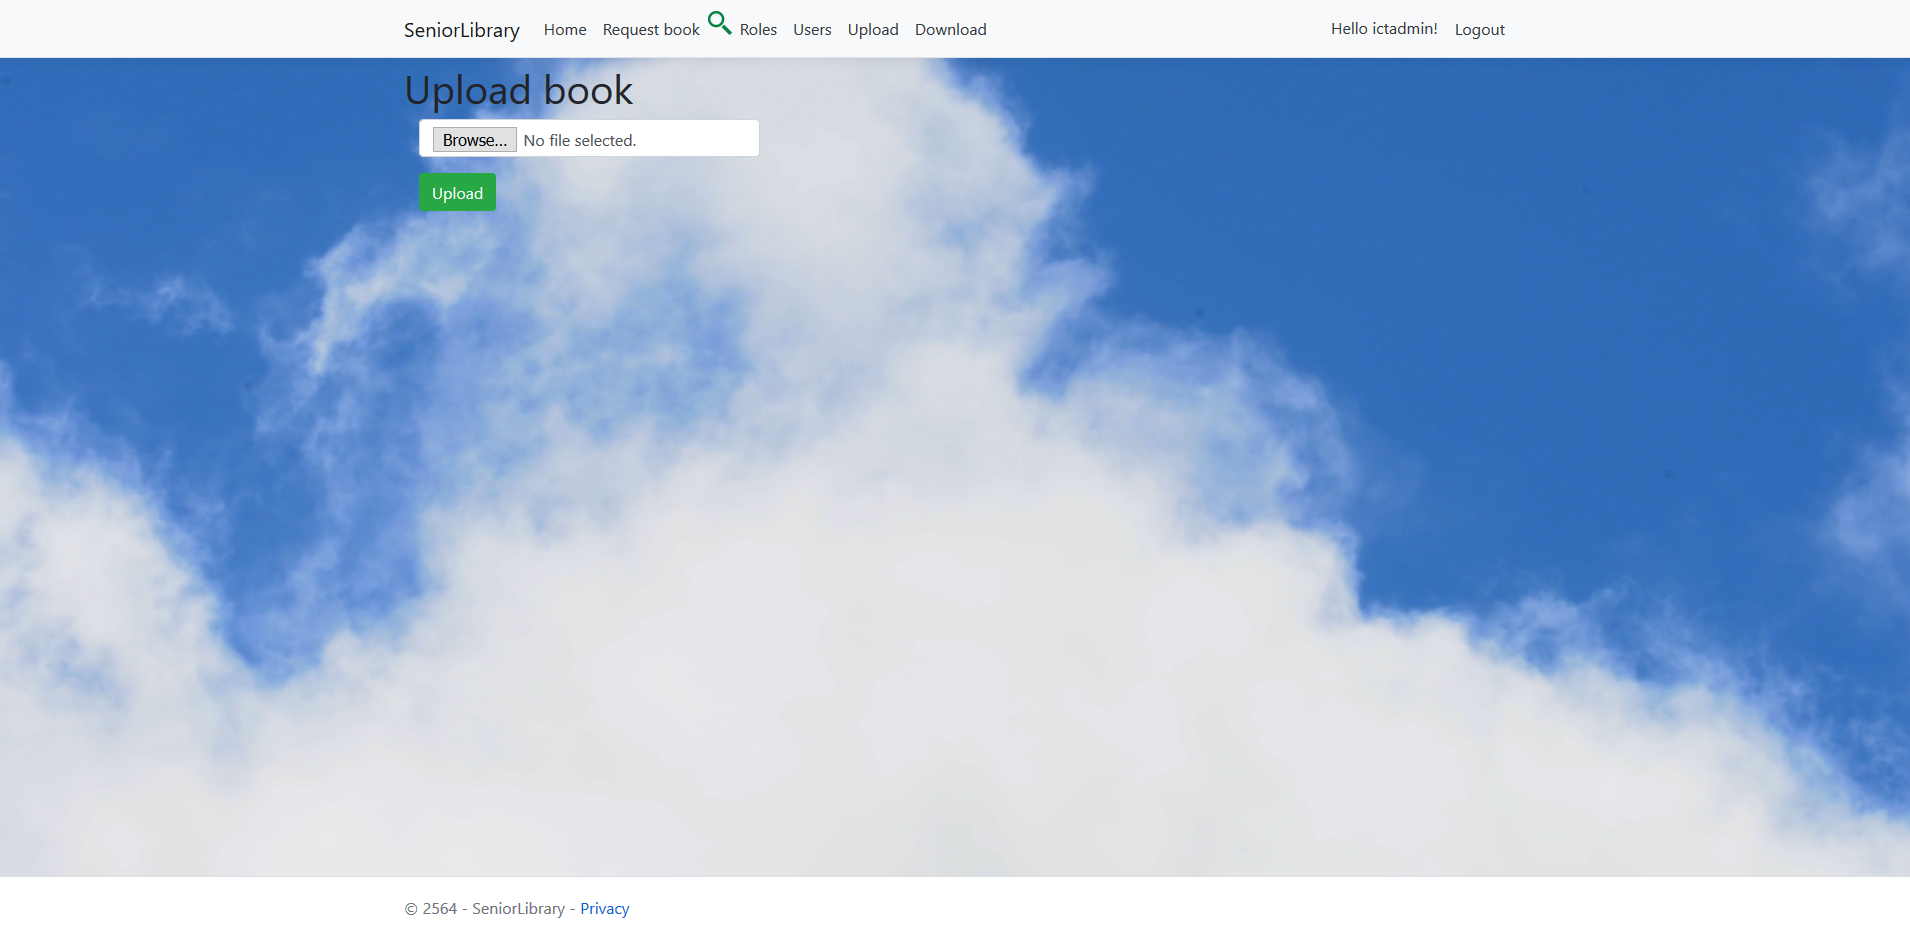 SeniorLibrary Home Request book Roles Users Upload Download Hello ictadmin! Logout
Upload book
Browse... No file selected.
Upload
© 2564 - SeniorLibrary - Privacy